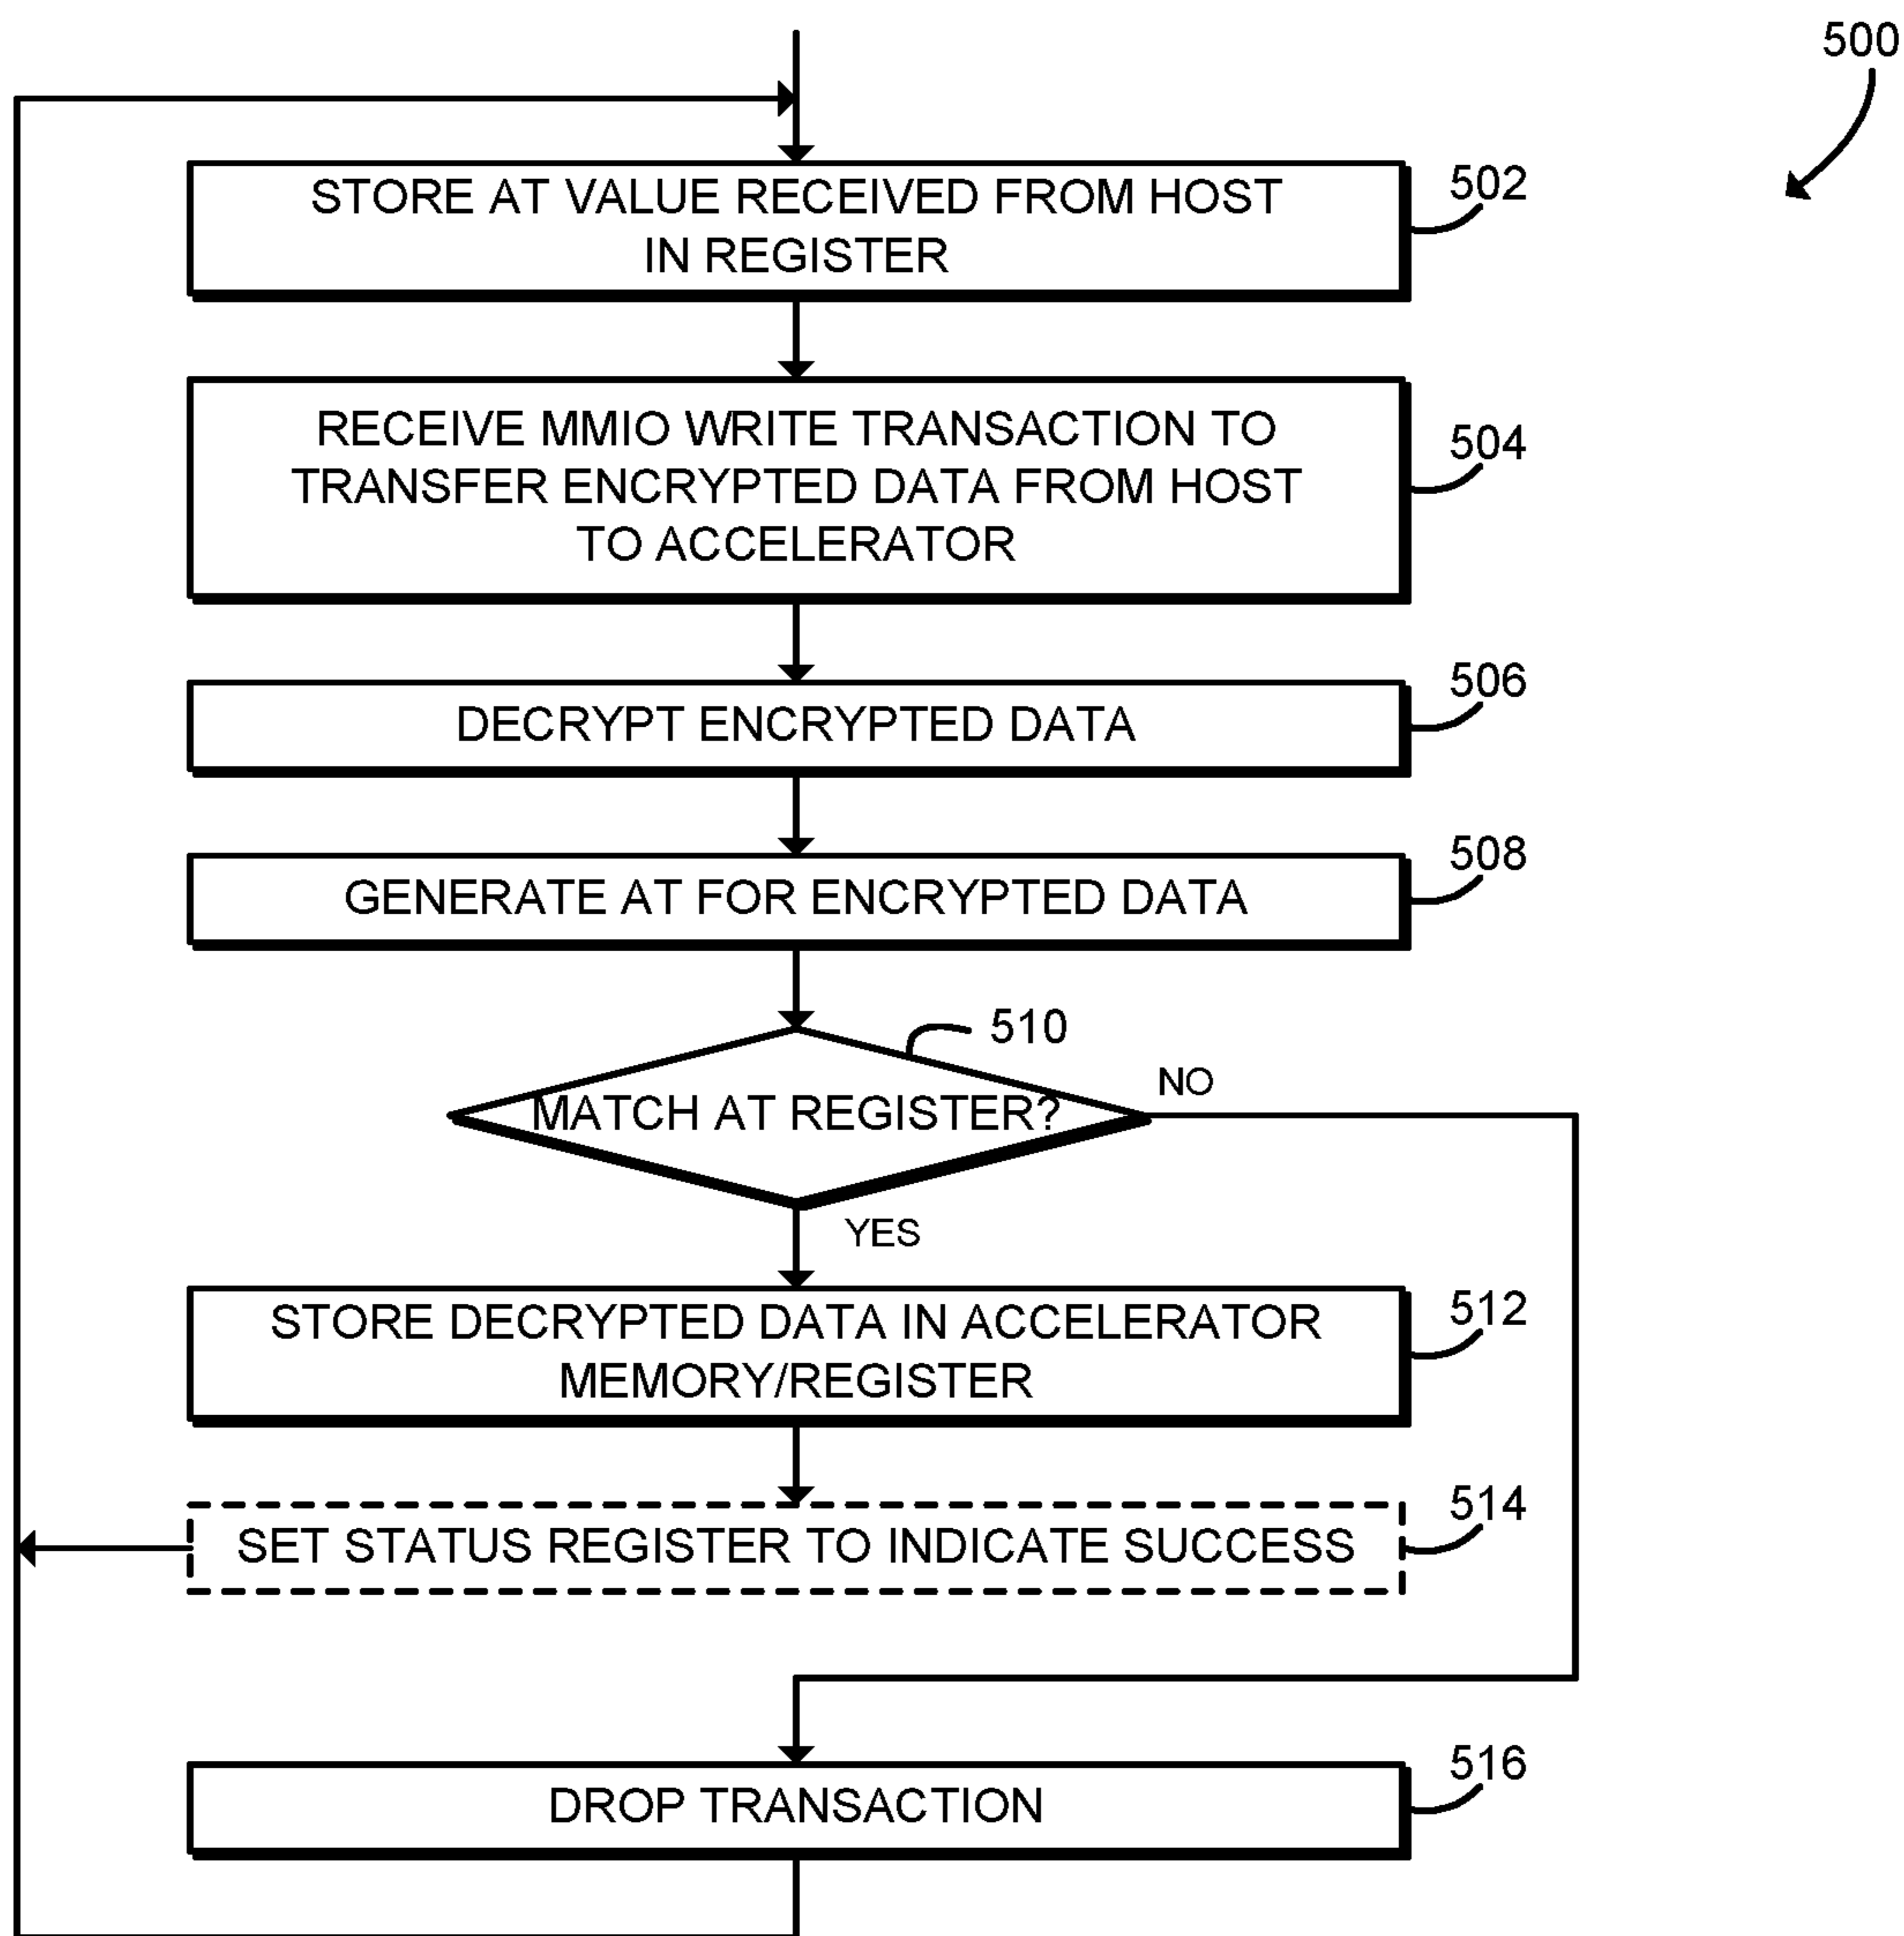 500
STORE AT VALUE RECEIVED FROM HOST
IN REGISTER
502
RECEIVE MMIO WRITE TRANSACTION TO
TRANSFER ENCRYPTED DATA FROM HOST
TO ACCELERATOR
504
DECRYPT ENCRYPTED DATA
506
GENERATE AT FOR ENCRYPTED DATA
508
510
MATCH AT REGISTER?
NO
YES
STORE DECRYPTED DATA IN ACCELERATOR
MEMORY/REGISTER
512
SET STATUS REGISTER TO INDICATE SUCCESS
514
DROP TRANSACTION
516